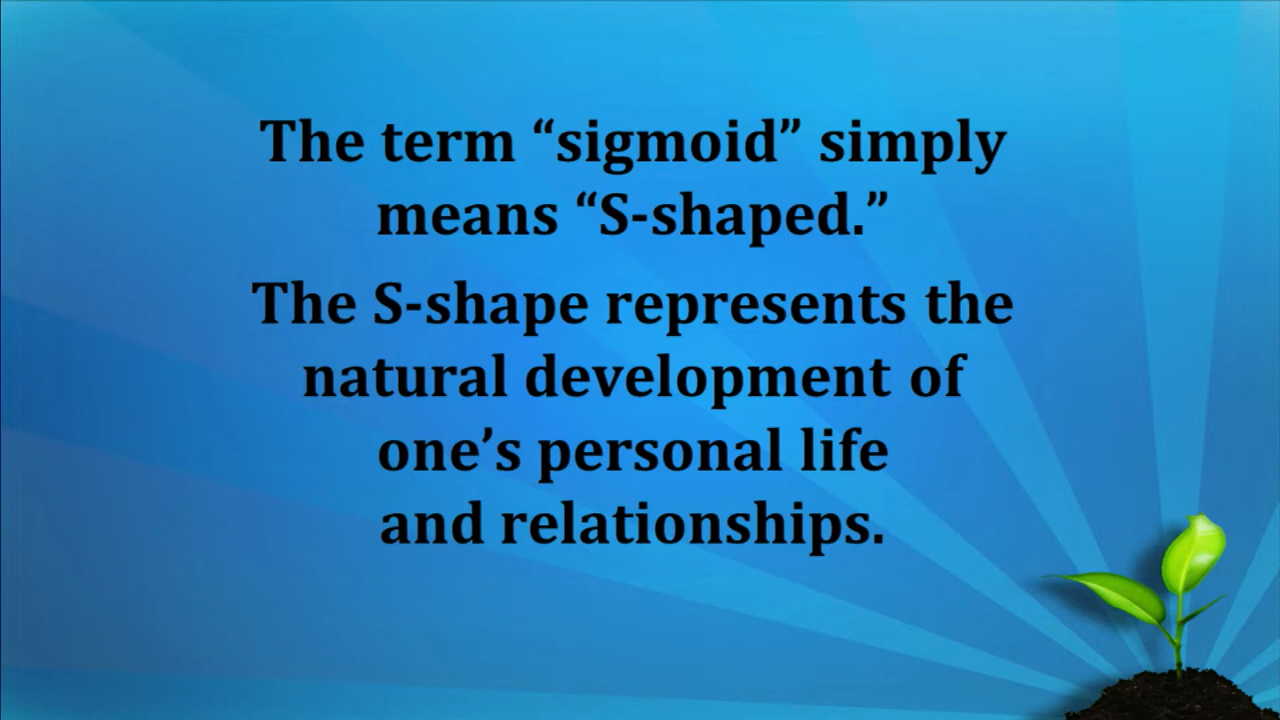 The term “sigmoid” simply
means “S-shaped.”
The S-shape represents the
natural development of
one’s personal life
and relationships.